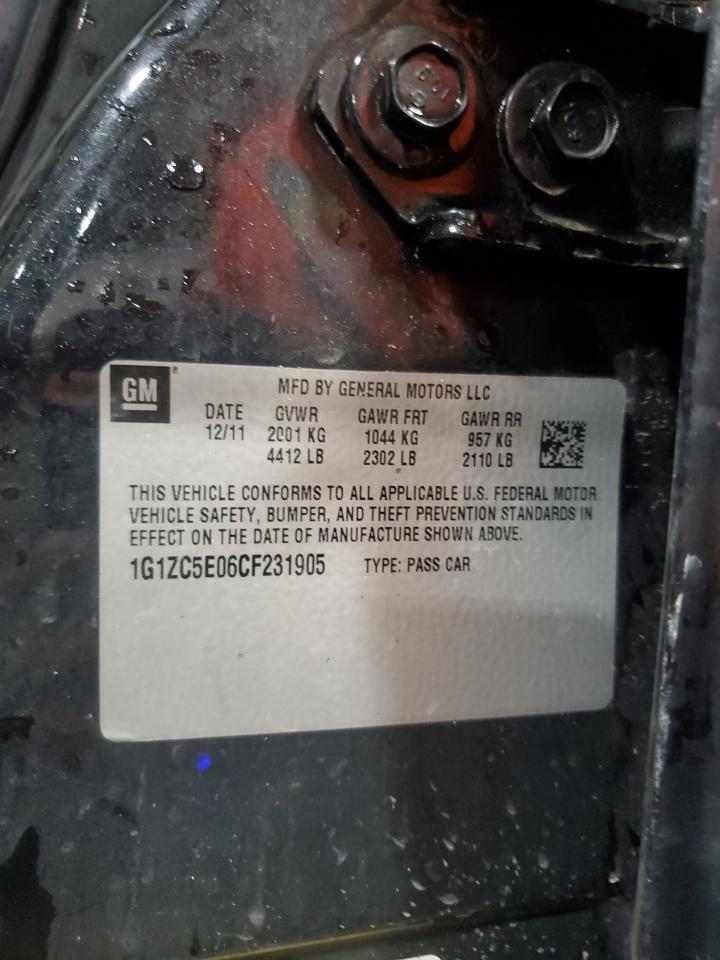 GM
MFD BY GENERAL MOTORS LLC
DATE GVWR GAWR FRT GAWR RR
12/11 2001 KG 1044 KG 957 KG
4412 LB 2302 LB 2110 LB
THIS VEHICLE CONFORMS TO ALL APPLICABLE U.S. FEDERAL MOTOR
VEHICLE SAFETY, BUMPER, AND THEFT PREVENTION STANDARDS IN
EFFECT ON THE DATE OF MANUFACTURE SHOWN ABOVE.
1G1ZC5E06CF231905 TYPE: PASS CAR